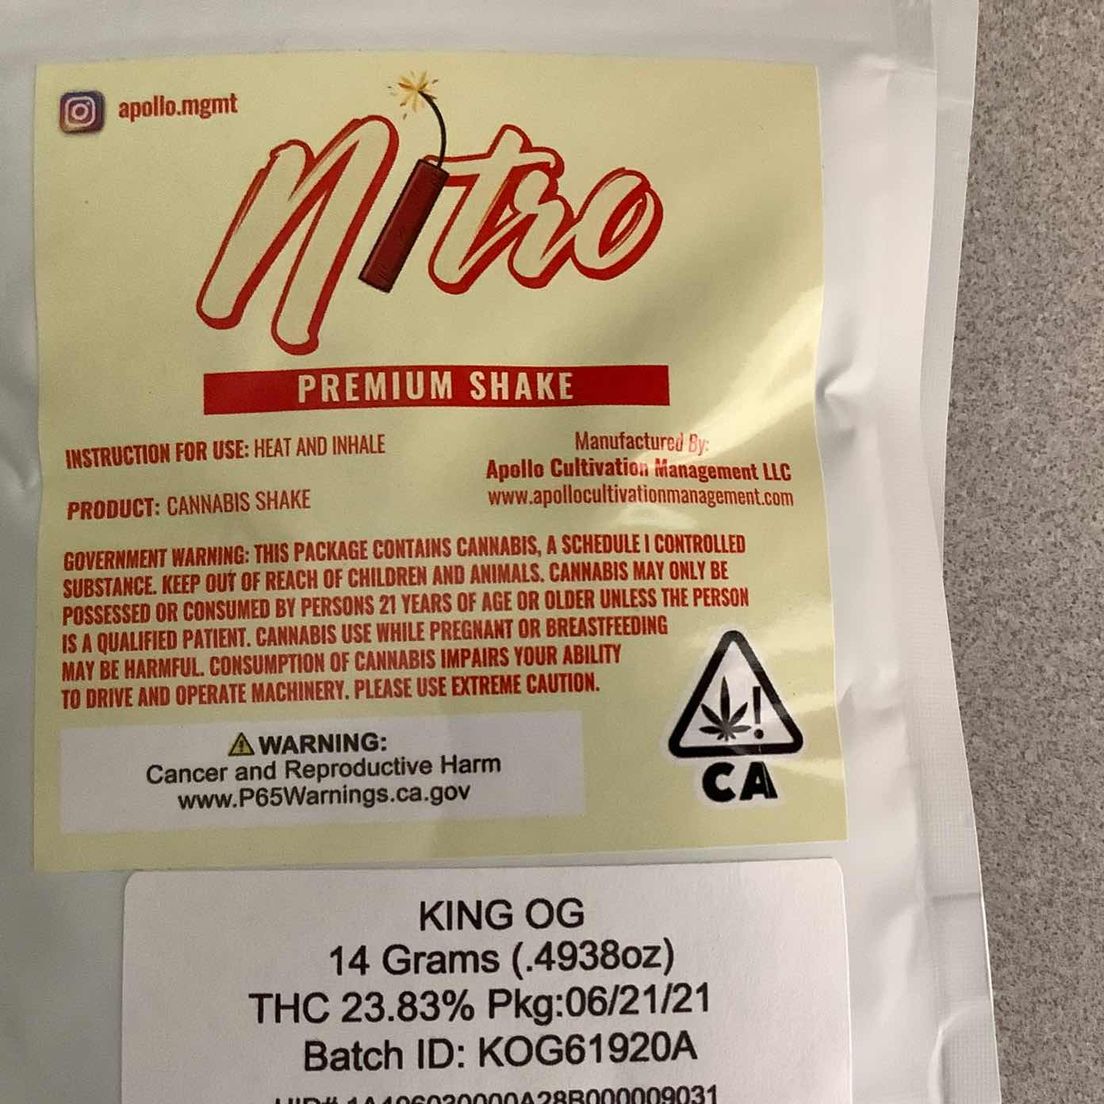 apollo.mgmt
Nitro
PREMIUM SHAKE
INSTRUCTION FOR USE: HEAT AND INHALE
PRODUCT: CANNABIS SHAKE
Manufactured By:
Apollo Cultivation Management LLC
www.apollocultivationmanagement.com
GOVERNMENT WARNING: THIS PACKAGE CONTAINS CANNABIS, A SCHEDULE I CONTROLLED
SUBSTANCE. KEEP OUT OF REACH OF CHILDREN AND ANIMALS. CANNABIS MAY ONLY BE
POSSESSED OR CONSUMED BY PERSONS 21 YEARS OF AGE OR OLDER UNLESS THE PERSON
IS A QUALIFIED PATIENT. CANNABIS USE WHILE PREGNANT OR BREASTFEEDING
MAY BE HARMFUL. CONSUMPTION OF CANNABIS IMPAIRS YOUR ABILITY
TO DRIVE AND OPERATE MACHINERY. PLEASE USE EXTREME CAUTION.
WARNING:
Cancer and Reproductive Harm
www.P65Warnings.ca.gov
!
CA
KING OG
14 Grams (.4938oz)
THC 23.83% Pkg:06/21/21
Batch ID: KOG61920A